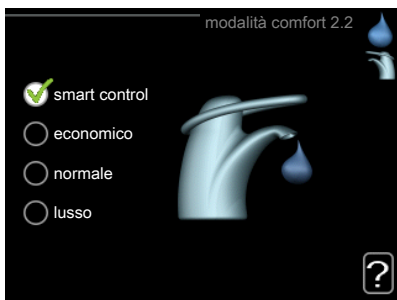 modalità comfort 2.2
smart control
economico
normale
lusso
?